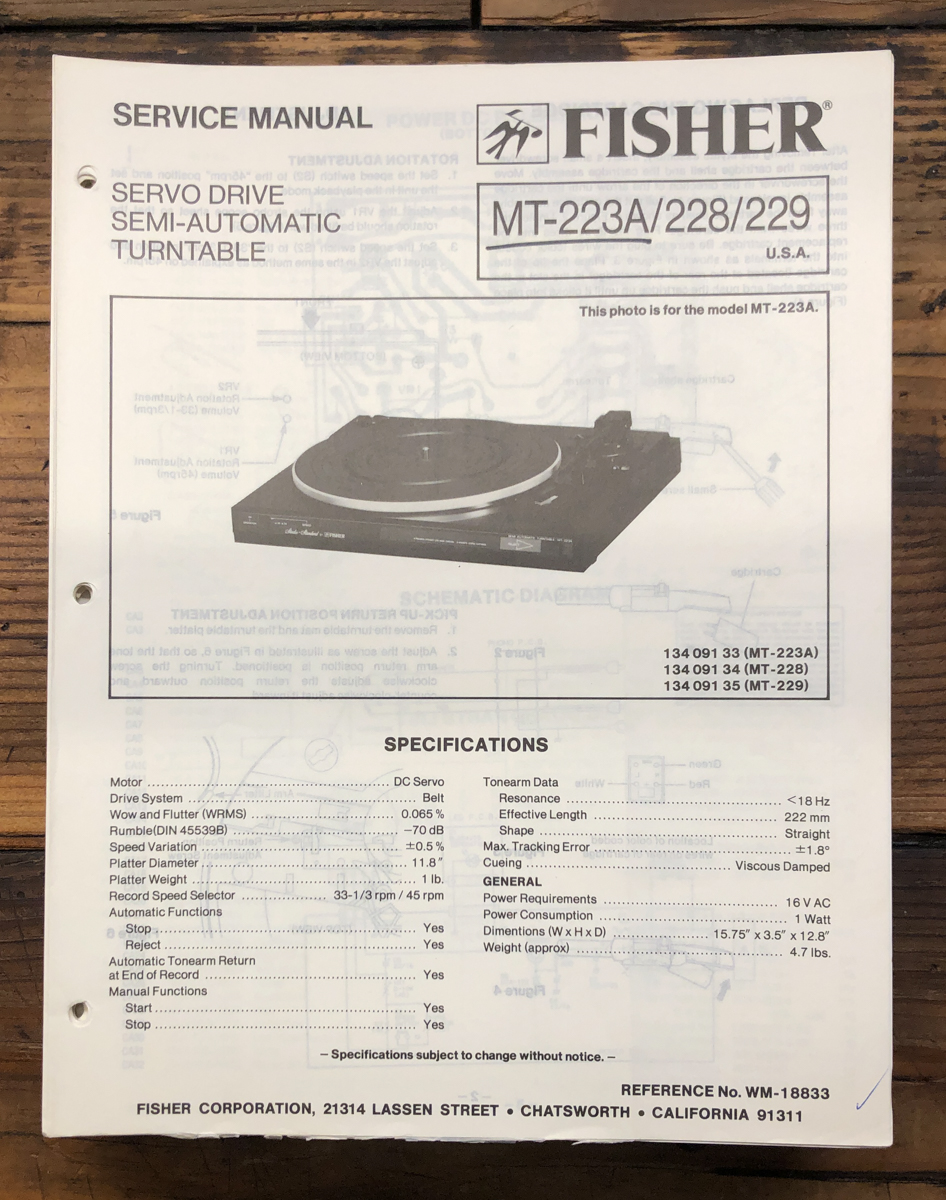 SERVICE MANUAL
FISHER®
SERVO DRIVE
SEMI-AUTOMATIC
TURNTABLE
MT-223A/228/229
U.S.A.
This photo is for the model MT-223A.
134 091 33 (MT-223A)
134 091 34 (MT-228)
134 091 35 (MT-229)
SPECIFICATIONS
Motor ........ DC Servo
Drive System ........ Belt
Wow and Flutter (WRMS) ........ 0.065 %
Rumble(DIN 45539B) ........ −70 dB
Speed Variation ........ ±0.5 %
Platter Diameter ........ 11.8"
Platter Weight ........ 1 lb.
Record Speed Selector ........ 33-1/3 rpm / 45 rpm
Automatic Functions
Stop ........ Yes
Reject ........ Yes
Automatic Tonearm Return
at End of Record ........ Yes
Manual Functions
Start ........ Yes
Stop ........ Yes
Tonearm Data
Resonance ........ <18 Hz
Effective Length ........ 222 mm
Shape ........ Straight
Max. Tracking Error ........ ±1.8°
Cueing ........ Viscous Damped
GENERAL
Power Requirements ........ 16 V AC
Power Consumption ........ 1 Watt
Dimentions (W x H x D) ........ 15.75" x 3.5" x 12.8"
Weight (approx) ........ 4.7 lbs.
– Specifications subject to change without notice. –
REFERENCE No. WM-18833
FISHER CORPORATION, 21314 LASSEN STREET • CHATSWORTH • CALIFORNIA 91311